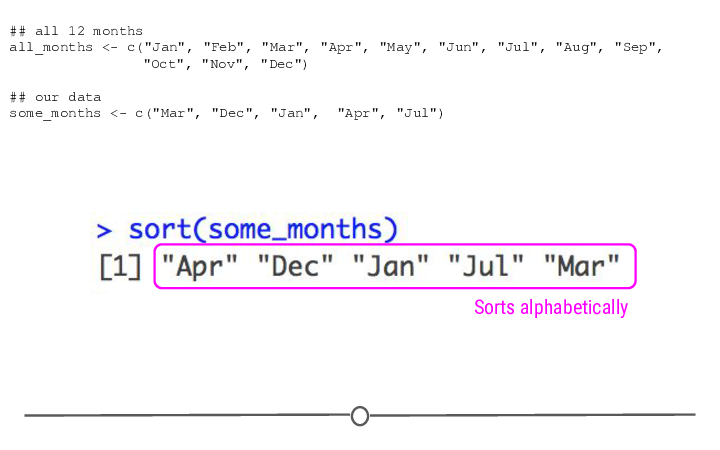 ## all 12 months
all_months <- c("Jan", "Feb", "Mar", "Apr", "May", "Jun", "Jul", "Aug", "Sep",
"Oct", "Nov", "Dec")
## our data
some_months <- c("Mar", "Dec", "Jan",  "Apr", "Jul")
> sort(some_months)
[1] "Apr" "Dec" "Jan" "Jul" "Mar"
Sorts alphabetically